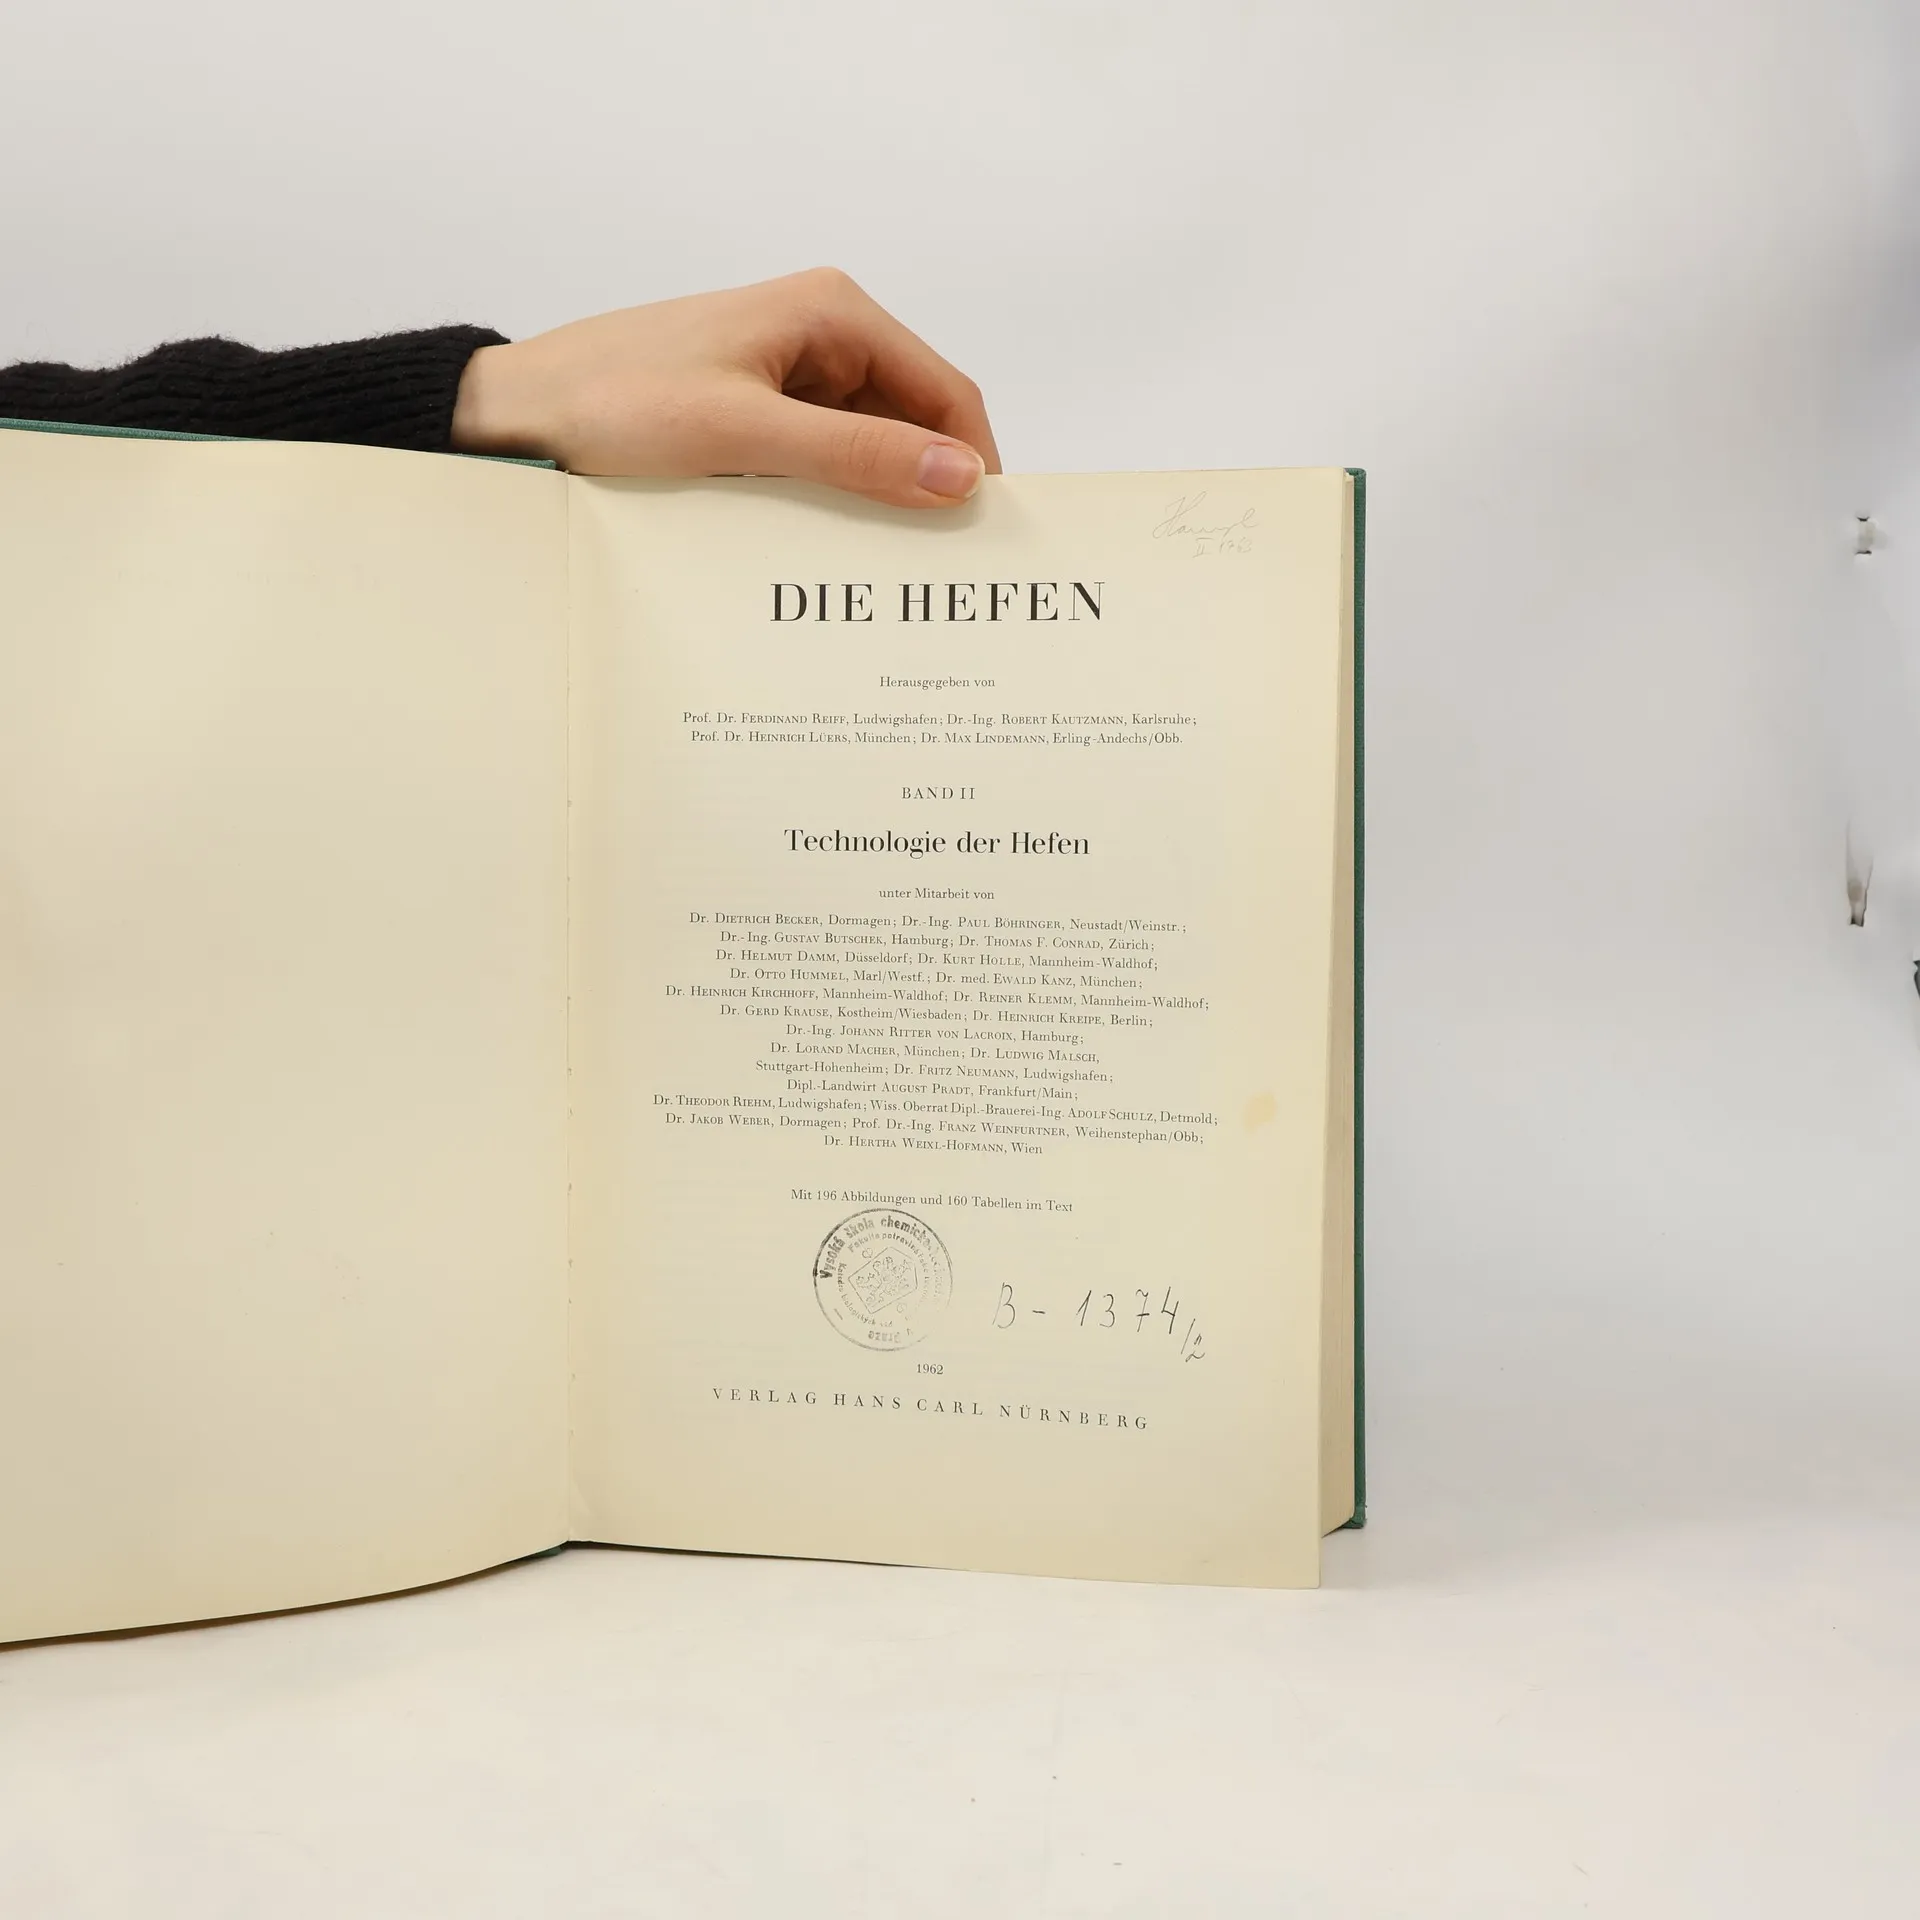 II. 1963
DIE HEFEN
Herausgegeben von
Prof. Dr. FERDINAND REIFF, Ludwigshafen; Dr.-Ing. ROBERT KAUTZMANN, Karlsruhe;
Prof. Dr. HEINRICH LÜERS, München; Dr. MAX LINDEMANN, Erling-Andechs/Obb.
BAND II
Technologie der Hefen
unter Mitarbeit von
Dr. DIETRICH BECKER, Dormagen; Dr.-Ing. PAUL BÖHRINGER, Neustadt/Weinstr.;
Dr.-Ing. GUSTAV BUTSCHEK, Hamburg; Dr. THOMAS F. CONRAD, Zürich;
Dr. HELMUT DAMM, Düsseldorf; Dr. KURT HOLLE, Mannheim-Waldhof;
Dr. OTTO HUMMEL, Marl/Westf.; Dr. med. EWALD KANZ, München;
Dr. HEINRICH KIRCHHOFF, Mannheim-Waldhof; Dr. REINER KLEMM, Mannheim-Waldhof;
Dr. GERD KRAUSE, Kostheim/Wiesbaden; Dr. HEINRICH KREIPE, Berlin;
Dr.-Ing. JOHANN RITTER VON LACROIX, Hamburg;
Dr. LORAND MACHER, München; Dr. LUDWIG MALSCH,
Stuttgart-Hohenheim; Dr. FRITZ NEUMANN, Ludwigshafen;
Dipl.-Landwirt AUGUST PRADT, Frankfurt/Main;
Dr. THEODOR RIEHM, Ludwigshafen; Wiss. Oberrat Dipl.-Brauerei-Ing. ADOLF SCHULZ, Detmold;
Dr. JAKOB WEBER, Dormagen; Prof. Dr.-Ing. FRANZ WEINFURTNER, Weihenstephan/Obb;
Dr. HERTHA WEIXL-HOFMANN, Wien
Mit 196 Abbildungen und 160 Tabellen im Text
Vysoká škola chemicko-
Fakulta
B - 1374/2
1962
VERLAG HANS CARL NÜRNBERG